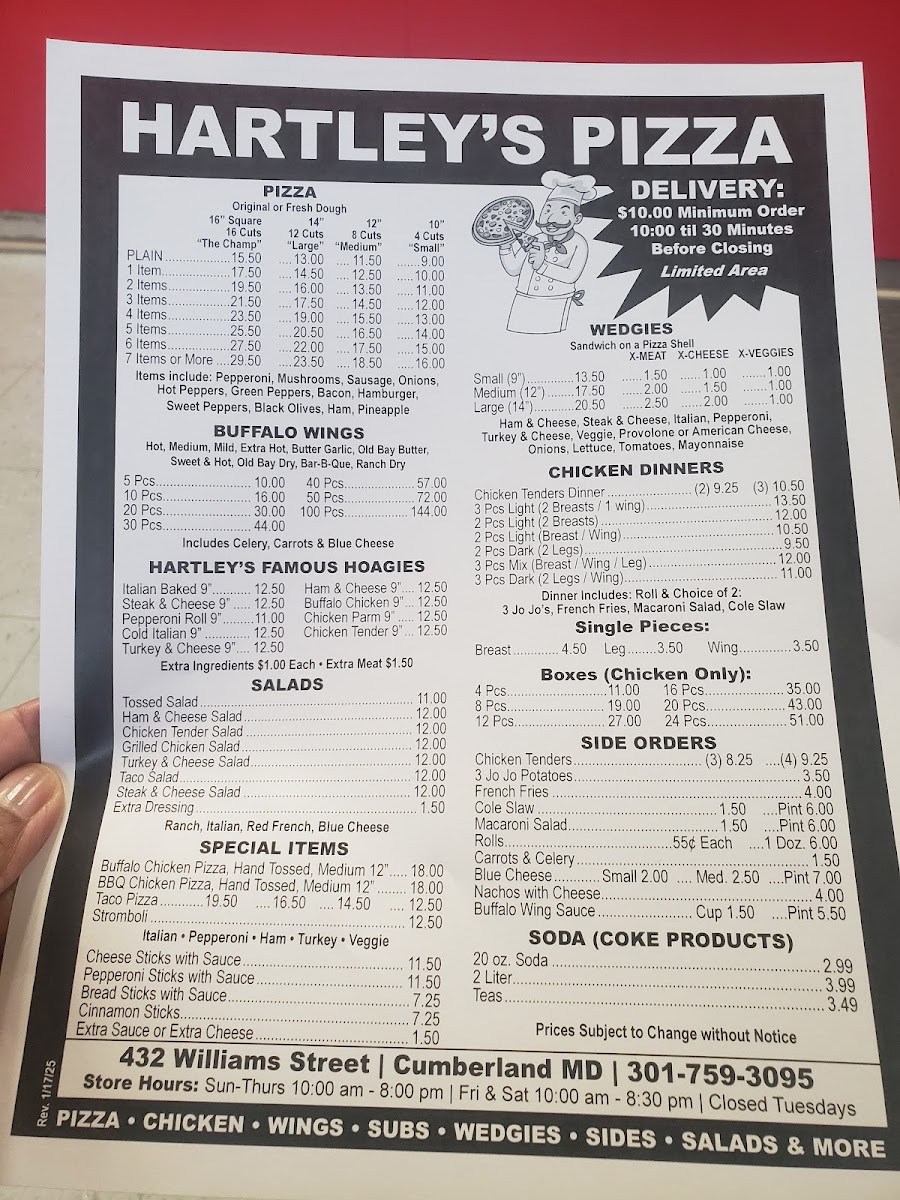 HARTLEY'S PIZZA
PIZZA
Original or Fresh Dough
16" Square 14" 12" 10"
16 Cuts 12 Cuts 8 Cuts 4 Cuts
"The Champ" "Large" "Medium" "Small"
PLAIN 15.50 13.00 11.50 9.00
1 Item 17.50 14.50 12.50 10.00
2 Items 19.50 16.00 13.50 11.00
3 Items 21.50 17.50 14.50 12.00
4 Items 23.50 19.00 15.50 13.00
5 Items 25.50 20.50 16.50 14.00
6 Items 27.50 22.00 17.50 15.00
7 Items or More 29.50 23.50 18.50 16.00
Items include: Pepperoni, Mushrooms, Sausage, Onions,
Hot Peppers, Green Peppers, Bacon, Hamburger,
Sweet Peppers, Black Olives, Ham, Pineapple
BUFFALO WINGS
Hot, Medium, Mild, Extra Hot, Butter Garlic, Old Bay Butter,
Sweet & Hot, Old Bay Dry, Bar-B-Que, Ranch Dry
5 Pcs. 10.00 40 Pcs. 57.00
10 Pcs. 16.00 50 Pcs. 72.00
20 Pcs. 30.00 100 Pcs. 144.00
30 Pcs. 44.00
Includes Celery, Carrots & Blue Cheese
HARTLEY'S FAMOUS HOAGIES
Italian Baked 9" 12.50 Ham & Cheese 9" 12.50
Steak & Cheese 9" 12.50 Buffalo Chicken 9" 12.50
Pepperoni Roll 9" 11.00 Chicken Parm 9" 12.50
Cold Italian 9" 12.50 Chicken Tender 9" 12.50
Turkey & Cheese 9" 12.50
Extra Ingredients $1.00 Each • Extra Meat $1.50
SALADS
Tossed Salad 11.00
Ham & Cheese Salad 12.00
Chicken Tender Salad 12.00
Grilled Chicken Salad 12.00
Turkey & Cheese Salad 12.00
Taco Salad 12.00
Steak & Cheese Salad 12.00
Extra Dressing 1.50
Ranch, Italian, Red French, Blue Cheese
SPECIAL ITEMS
Buffalo Chicken Pizza, Hand Tossed, Medium 12" 18.00
BBQ Chicken Pizza, Hand Tossed, Medium 12" 18.00
Taco Pizza 19.50 16.50 14.50 12.50
Stromboli 12.50
Italian • Pepperoni • Ham • Turkey • Veggie
Cheese Sticks with Sauce 11.50
Pepperoni Sticks with Sauce 11.50
Bread Sticks with Sauce 7.25
Cinnamon Sticks 7.25
Extra Sauce or Extra Cheese 1.50
DELIVERY:
$10.00 Minimum Order
10:00 til 30 Minutes
Before Closing
Limited Area
WEDGIES
Sandwich on a Pizza Shell
X-MEAT X-CHEESE X-VEGGIES
Small (9") 13.50 1.50 1.00 1.00
Medium (12") 17.50 2.00 1.50 1.00
Large (14") 20.50 2.50 2.00 1.00
Ham & Cheese, Steak & Cheese, Italian, Pepperoni,
Turkey & Cheese, Veggie, Provolone or American Cheese,
Onions, Lettuce, Tomatoes, Mayonnaise
CHICKEN DINNERS
Chicken Tenders Dinner (2) 9.25 (3) 10.50
3 Pcs Light (2 Breasts / 1 wing) 13.50
2 Pcs Light (2 Breasts) 12.00
2 Pcs Light (Breast / Wing) 10.50
2 Pcs Dark (2 Legs) 9.50
3 Pcs Mix (Breast / Wing / Leg) 12.00
3 Pcs Dark (2 Legs / Wing) 11.00
Dinner Includes: Roll & Choice of 2:
3 Jo Jo's, French Fries, Macaroni Salad, Cole Slaw
Single Pieces:
Breast 4.50 Leg 3.50 Wing 3.50
Boxes (Chicken Only):
4 Pcs. 11.00 16 Pcs. 35.00
8 Pcs. 19.00 20 Pcs. 43.00
12 Pcs. 27.00 24 Pcs. 51.00
SIDE ORDERS
Chicken Tenders (3) 8.25 (4) 9.25
3 Jo Jo Potatoes 3.50
French Fries 4.00
Cole Slaw 1.50 Pint 6.00
Macaroni Salad 1.50 Pint 6.00
Rolls 55¢ Each 1 Doz. 6.00
Carrots & Celery 1.50
Blue Cheese Small 2.00 Med. 2.50 Pint 7.00
Nachos with Cheese 4.00
Buffalo Wing Sauce Cup 1.50 Pint 5.50
SODA (COKE PRODUCTS)
20 oz. Soda 2.99
2 Liter 3.99
Teas 3.49
Prices Subject to Change without Notice
432 Williams Street | Cumberland MD | 301-759-3095
Store Hours: Sun-Thurs 10:00 am - 8:00 pm | Fri & Sat 10:00 am - 8:30 pm | Closed Tuesdays
Rev. 1/17/25
PIZZA • CHICKEN • WINGS • SUBS • WEDGIES • SIDES • SALADS & MORE